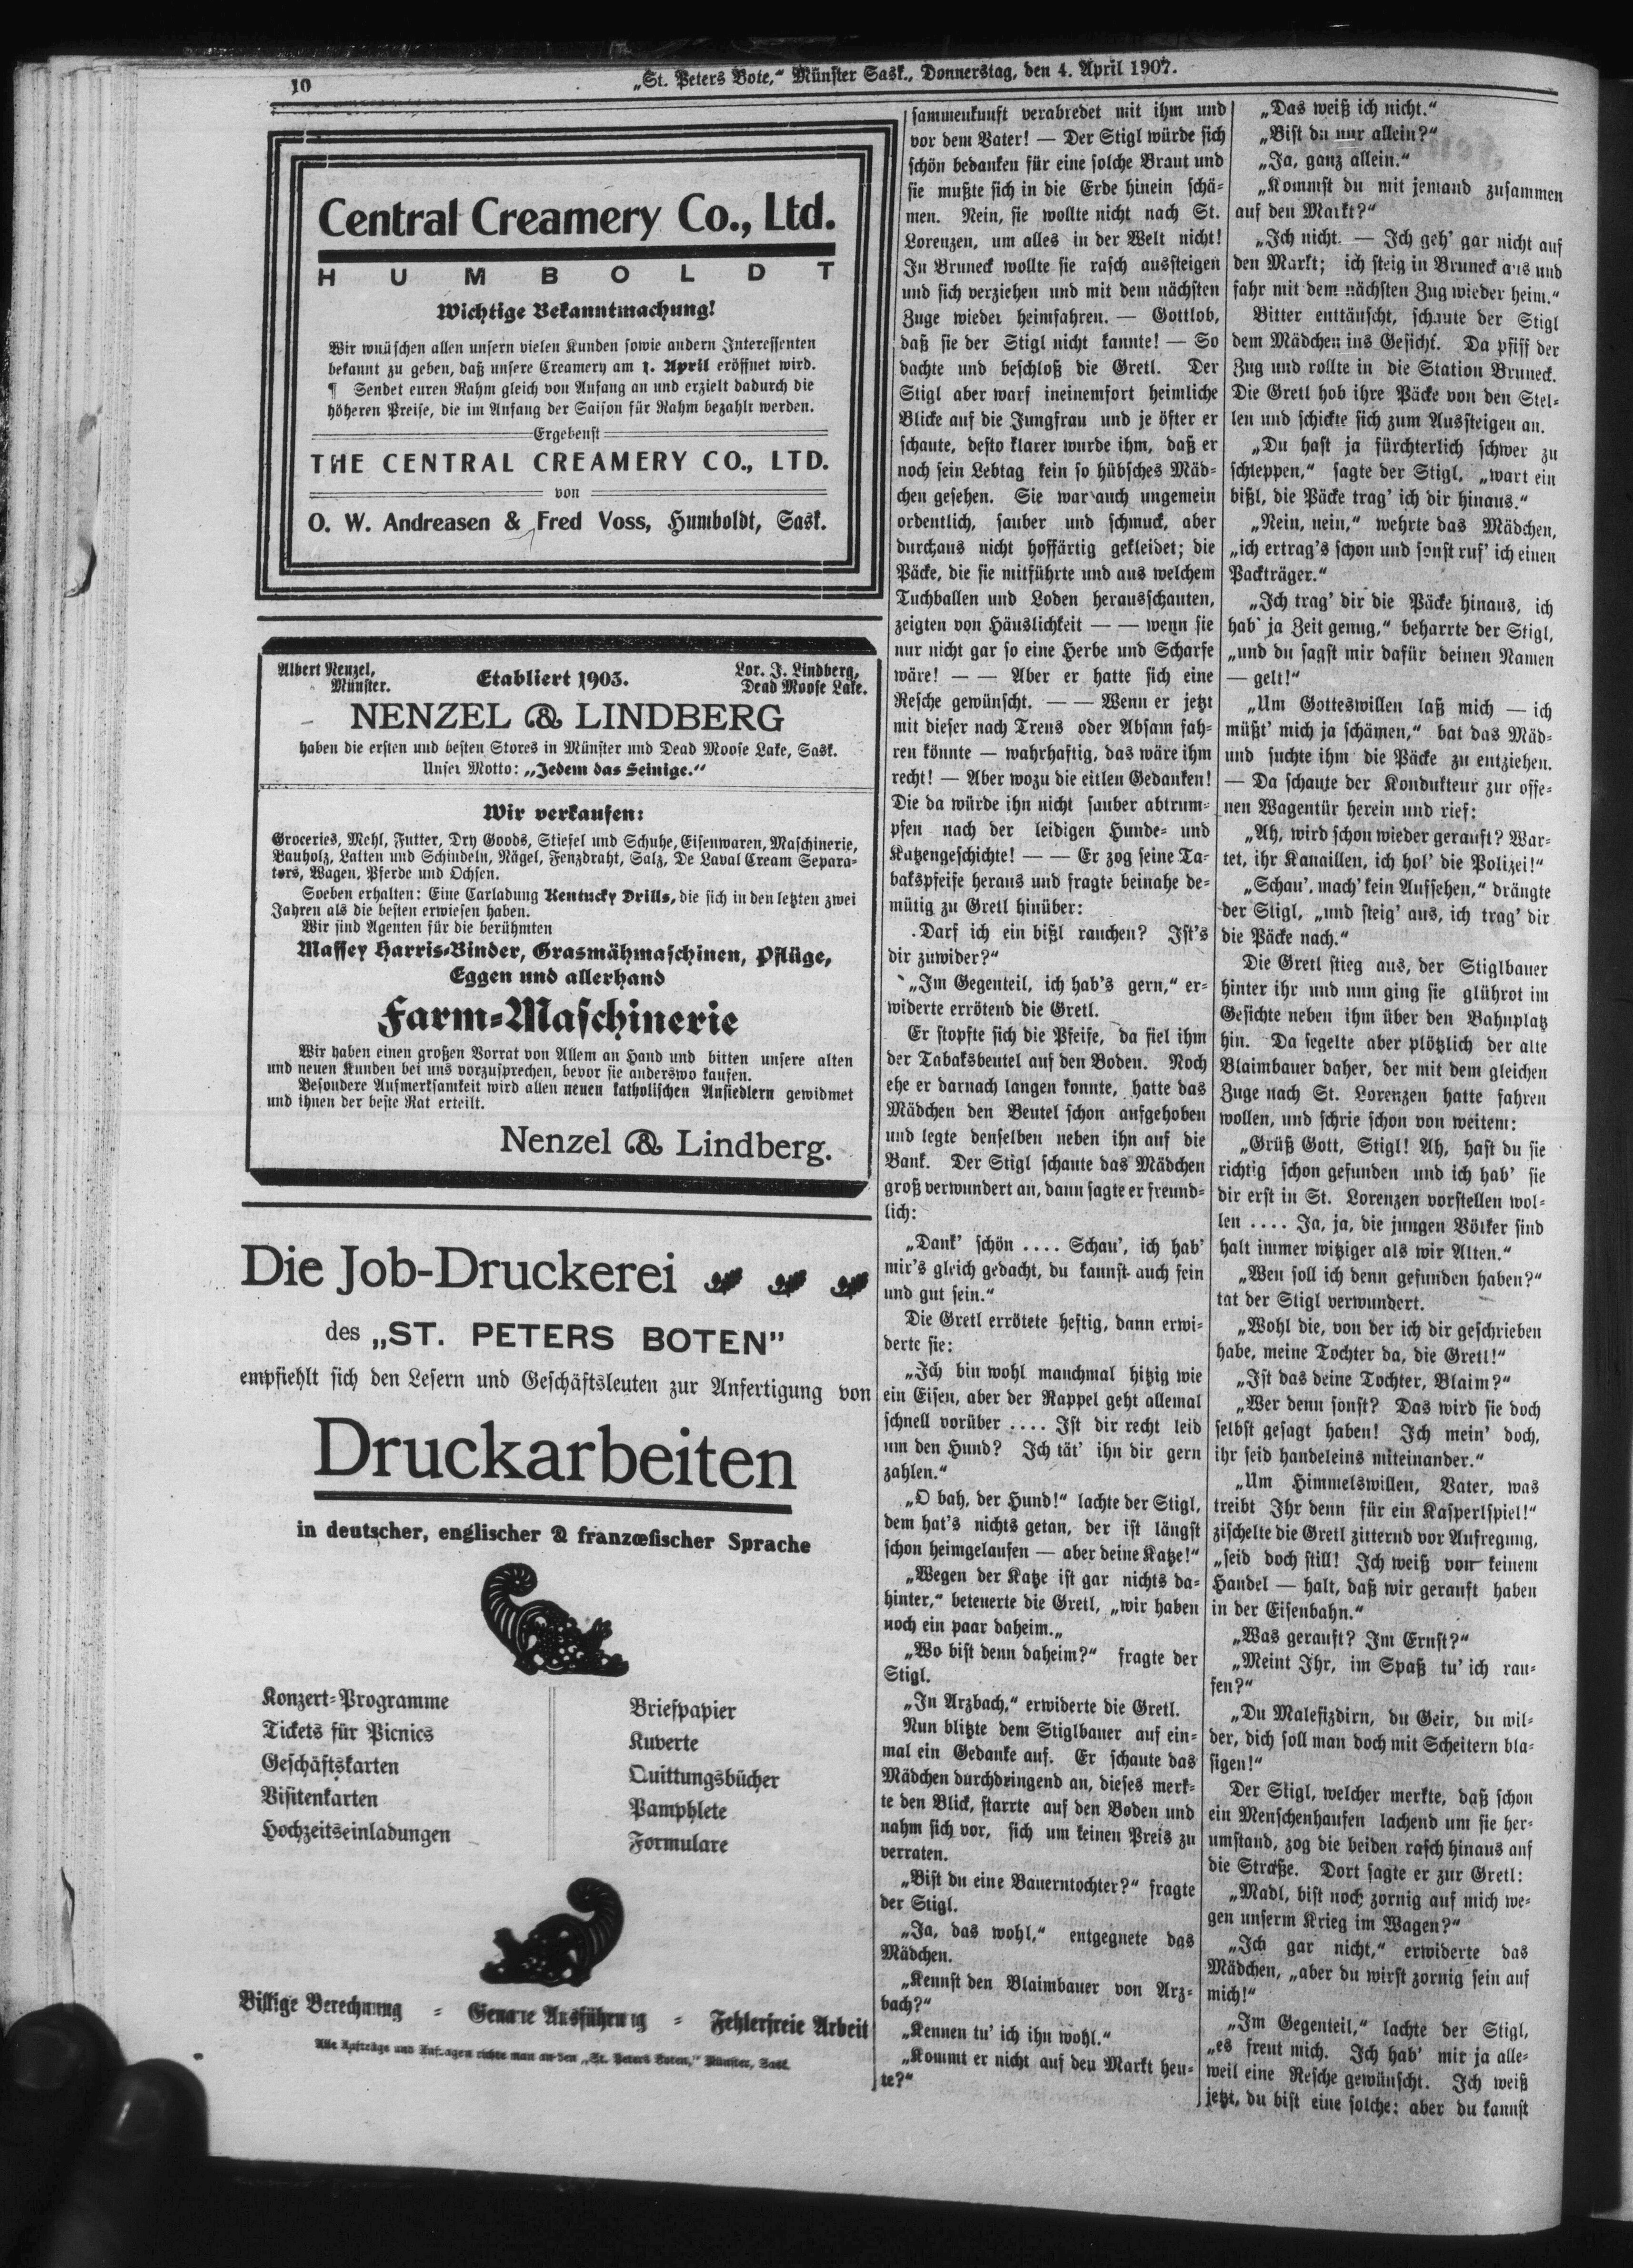 10
„St. Peters Bote,“ Münster Sask., Donnerstag, den 4. April 1907.
Central Creamery Co., Ltd.
HUMBOLDT
Wichtige Bekanntmachung!
Wir wnüschen allen unsern vielen Kunden sowie andern Interessenten
bekannt zu geben, daß unsere Creamery am 1. April eröffnet wird.
¶ Sendet euren Rahm gleich von Anfang an und erzielt dadurch die
höheren Preise, die im Anfang der Saison für Rahm bezahlt werden.
Ergebenst
THE CENTRAL CREAMERY CO., LTD.
von
O. W. Andreasen & Fred Voss, Humboldt, Sask.
Albert Nenzel,
Münster.
Etabliert 1903.
Lor. J. Lindberg,
Dead Moose Lake.
NENZEL & LINDBERG
haben die ersten und besten Stores in Münster und Dead Moose Lake, Sask.
Unser Motto: „Jedem das Seinige.“
Wir verkaufen:
Groceries, Mehl, Futter, Dry Goods, Stiefel und Schuhe, Eisenwaren, Maschinerie,
Bauholz, Latten und Schindeln, Nägel, Fenzdraht, Salz, De Laval Cream Separa-
tors, Wagen, Pferde und Ochsen.
Soeben erhalten: Eine Carladung Kentucky Drills, die sich in den letzten zwei
Jahren als die besten erwiesen haben.
Wir sind Agenten für die berühmten
Massey Harris-Binder, Grasmähmaschinen, Pflüge,
Eggen und allerhand
Farm-Maschinerie
Wir haben einen großen Vorrat von Allem an Hand und bitten unsere alten
und neuen Kunden bei uns vorzusprechen, bevor sie anderswo kaufen.
Besondere Aufmerksamkeit wird allen neuen katholischen Ansiedlern gewidmet
und ihnen der beste Rat erteilt.
Nenzel & Lindberg.
Die Job-Druckerei
des „ST. PETERS BOTEN”
empfiehlt sich den Lesern und Geschäftsleuten zur Anfertigung von
Druckarbeiten
in deutscher, englischer & franzœsischer Sprache
Konzert-Programme
Tickets für Picnics
Geschäftskarten
Visitenkarten
Hochzeitseinladungen
Briefpapier
Kuverte
Quittungsbücher
Pamphlete
Formulare
Billige Berechnung - Genaue Ausführung - Fehlerfreie Arbeit
Alle Aufträge und Anfragen richte man an den „St. Peters Boten,“ Münster, Sask.
sammenkunft verabredet mit ihm und
vor dem Vater! — Der Stigl würde sich
schön bedanken für eine solche Braut und
sie mußte sich in die Erde hinein schä-
men. Nein, sie wollte nicht nach St.
Lorenzen, um alles in der Welt nicht!
In Bruneck wollte sie rasch aussteigen
und sich verziehen und mit dem nächsten
Zuge wieder heimfahren. — Gottlob,
daß sie der Stigl nicht kannte! — So
dachte und beschloß die Gretl. Der
Stigl aber warf ineinemfort heimliche
Blicke auf die Jungfrau und je öfter er
schaute, desto klarer wurde ihm, daß er
noch sein Lebtag kein so hübsches Mäd-
chen gesehen. Sie war auch ungemein
ordentlich, sauber und schmuck, aber
durchaus nicht hoffärtig gekleidet; die
Päcke, die sie mitführte und aus welchem
Tuchballen und Loden herausschauten,
zeigten von Häuslichkeit — — wenn sie
nur nicht gar so eine Herbe und Scharfe
wäre! — — Aber er hatte sich eine
Resche gewünscht. — — Wenn er jetzt
mit dieser nach Trens oder Absam fah-
ren könnte — wahrhaftig, das wäre ihm
recht! — Aber wozu die eitlen Gedanken!
Die da würde ihn nicht sauber abtrum-
pfen nach der leidigen Hunde- und
Katzengeschichte! — — Er zog seine Ta-
bakspfeife heraus und fragte beinahe de-
mütig zu Gretl hinüber:
„Darf ich ein bißl rauchen? Ist's
dir zuwider?“
„Im Gegenteil, ich hab's gern,“ er-
widerte errötend die Gretl.
Er stopfte sich die Pfeife, da fiel ihm
der Tabaksbeutel auf den Boden. Noch
ehe er darnach langen konnte, hatte das
Mädchen den Beutel schon aufgehoben
und legte denselben neben ihn auf die
Bank. Der Stigl schaute das Mädchen
groß verwundert an, dann sagte er freund-
lich:
„Dank' schön .... Schau', ich hab'
mir's gleich gedacht, du kannst auch fein
und gut sein.“
Die Gretl errötete heftig, dann erwi-
derte sie:
„Ich bin wohl manchmal hitzig wie
ein Eisen, aber der Rappel geht allemal
schnell vorüber .... Ist dir recht leid
um den Hund? Ich tät' ihn dir gern
zahlen.“
„O bah, der Hund!“ lachte der Stigl,
dem hat's nichts getan, der ist längst
schon heimgelaufen — aber deine Katze!“
„Wegen der Katze ist gar nichts da-
hinter,“ beteuerte die Gretl, „wir haben
noch ein paar daheim.„
„Wo bist denn daheim?“ fragte der
Stigl.
„In Arzbach,“ erwiderte die Gretl.
Nun blitzte dem Stiglbauer auf ein-
mal ein Gedanke auf. Er schaute das
Mädchen durchdringend an, dieses merk-
te den Blick, starrte auf den Boden und
nahm sich vor, sich um keinen Preis zu
verraten.
„Bist du eine Bauerntochter?“ fragte
der Stigl.
„Ja, das wohl,“ entgegnete das
Mädchen.
„Kennst den Blaimbauer von Arz-
bach?“
„Kennen tu' ich ihn wohl.“
„Kommt er nicht auf den Markt heu-
te?“
„Das weiß ich nicht.“
„Bist du nur allein?“
„Ja, ganz allein.“
„Kommst du mit jemand zusammen
auf den Markt?“
„Ich nicht. — Ich geh' gar nicht auf
den Markt; ich steig in Bruneck aus und
fahr mit dem nächsten Zug wieder heim.“
Bitter enttäuscht, schaute der Stigl
dem Mädchen ins Gesicht. Da pfiff der
Zug und rollte in die Station Bruneck.
Die Gretl hob ihre Päcke von den Stel-
len und schickte sich zum Aussteigen an.
„Du hast ja fürchterlich schwer zu
schleppen,“ sagte der Stigl, „wart ein
bißl, die Päcke trag' ich dir hinaus.“
„Nein, nein,“ wehrte das Mädchen,
„ich ertrag's schon und sonst ruf' ich einen
Packträger.“
„Ich trag' dir die Päcke hinaus, ich
hab' ja Zeit genug,“ beharrte der Stigl,
„und du sagst mir dafür deinen Namen
— gelt!“
„Um Gotteswillen laß mich — ich
müßt' mich ja schämen,“ bat das Mäd-
und suchte ihm die Päcke zu entziehen.
— Da schaute der Kondukteur zur offe-
nen Wagentür herein und rief:
„Ah, wird schon wieder gerauft? War-
tet, ihr Kanaillen, ich hol' die Polizei!“
„Schau', mach' kein Aufsehen,“ drängte
der Stigl, „und steig' aus, ich trag' dir
die Päcke nach.“
Die Gretl stieg aus, der Stiglbauer
hinter ihr und nun ging sie glührot im
Gesichte neben ihm über den Bahnplatz
hin. Da segelte aber plötzlich der alte
Blaimbauer daher, der mit dem gleichen
Zuge nach St. Lorenzen hatte fahren
wollen, und schrie schon von weitem:
„Grüß Gott, Stigl! Ah, hast du sie
richtig schon gefunden und ich hab' sie
dir erst in St. Lorenzen vorstellen wol-
len .... Ja, ja, die jungen Völker sind
halt immer witziger als wir Alten.“
„Wen soll ich denn gefunden haben?“
tat der Stigl verwundert.
„Wohl die, von der ich dir geschrieben
habe, meine Tochter da, die Gretl!“
„Ist das deine Tochter, Blaim?“
„Wer denn sonst? Das wird sie doch
selbst gesagt haben! Ich mein' doch,
ihr seid handeleins miteinander.“
„Um Himmelswillen, Vater, was
treibt Ihr denn für ein Kasperlspiel!“
zischelte die Gretl zitternd vor Aufregung,
„seid doch still! Ich weiß von keinem
Handel — halt, daß wir gerauft haben
in der Eisenbahn.“
„Was gerauft? Im Ernst?“
„Meint Ihr, im Spaß tu' ich rau-
fen?“
„Du Malefizdirn, du Geir, du wil-
der, dich soll man doch mit Scheitern bla-
sigen!“
Der Stigl, welcher merkte, daß schon
ein Menschenhaufen lachend um sie her-
umstand, zog die beiden rasch hinaus auf
die Straße. Dort sagte er zur Gretl:
„Madl, bist noch zornig auf mich we-
gen unserm Krieg im Wagen?“
„Ich gar nicht,“ erwiderte das
Mädchen, „aber du wirst zornig sein auf
mich!“
„Im Gegenteil,“ lachte der Stigl,
„es freut mich. Ich hab' mir ja alle-
weil eine Resche gewünscht. Ich weiß
jetzt, du bist eine solche; aber du kannst